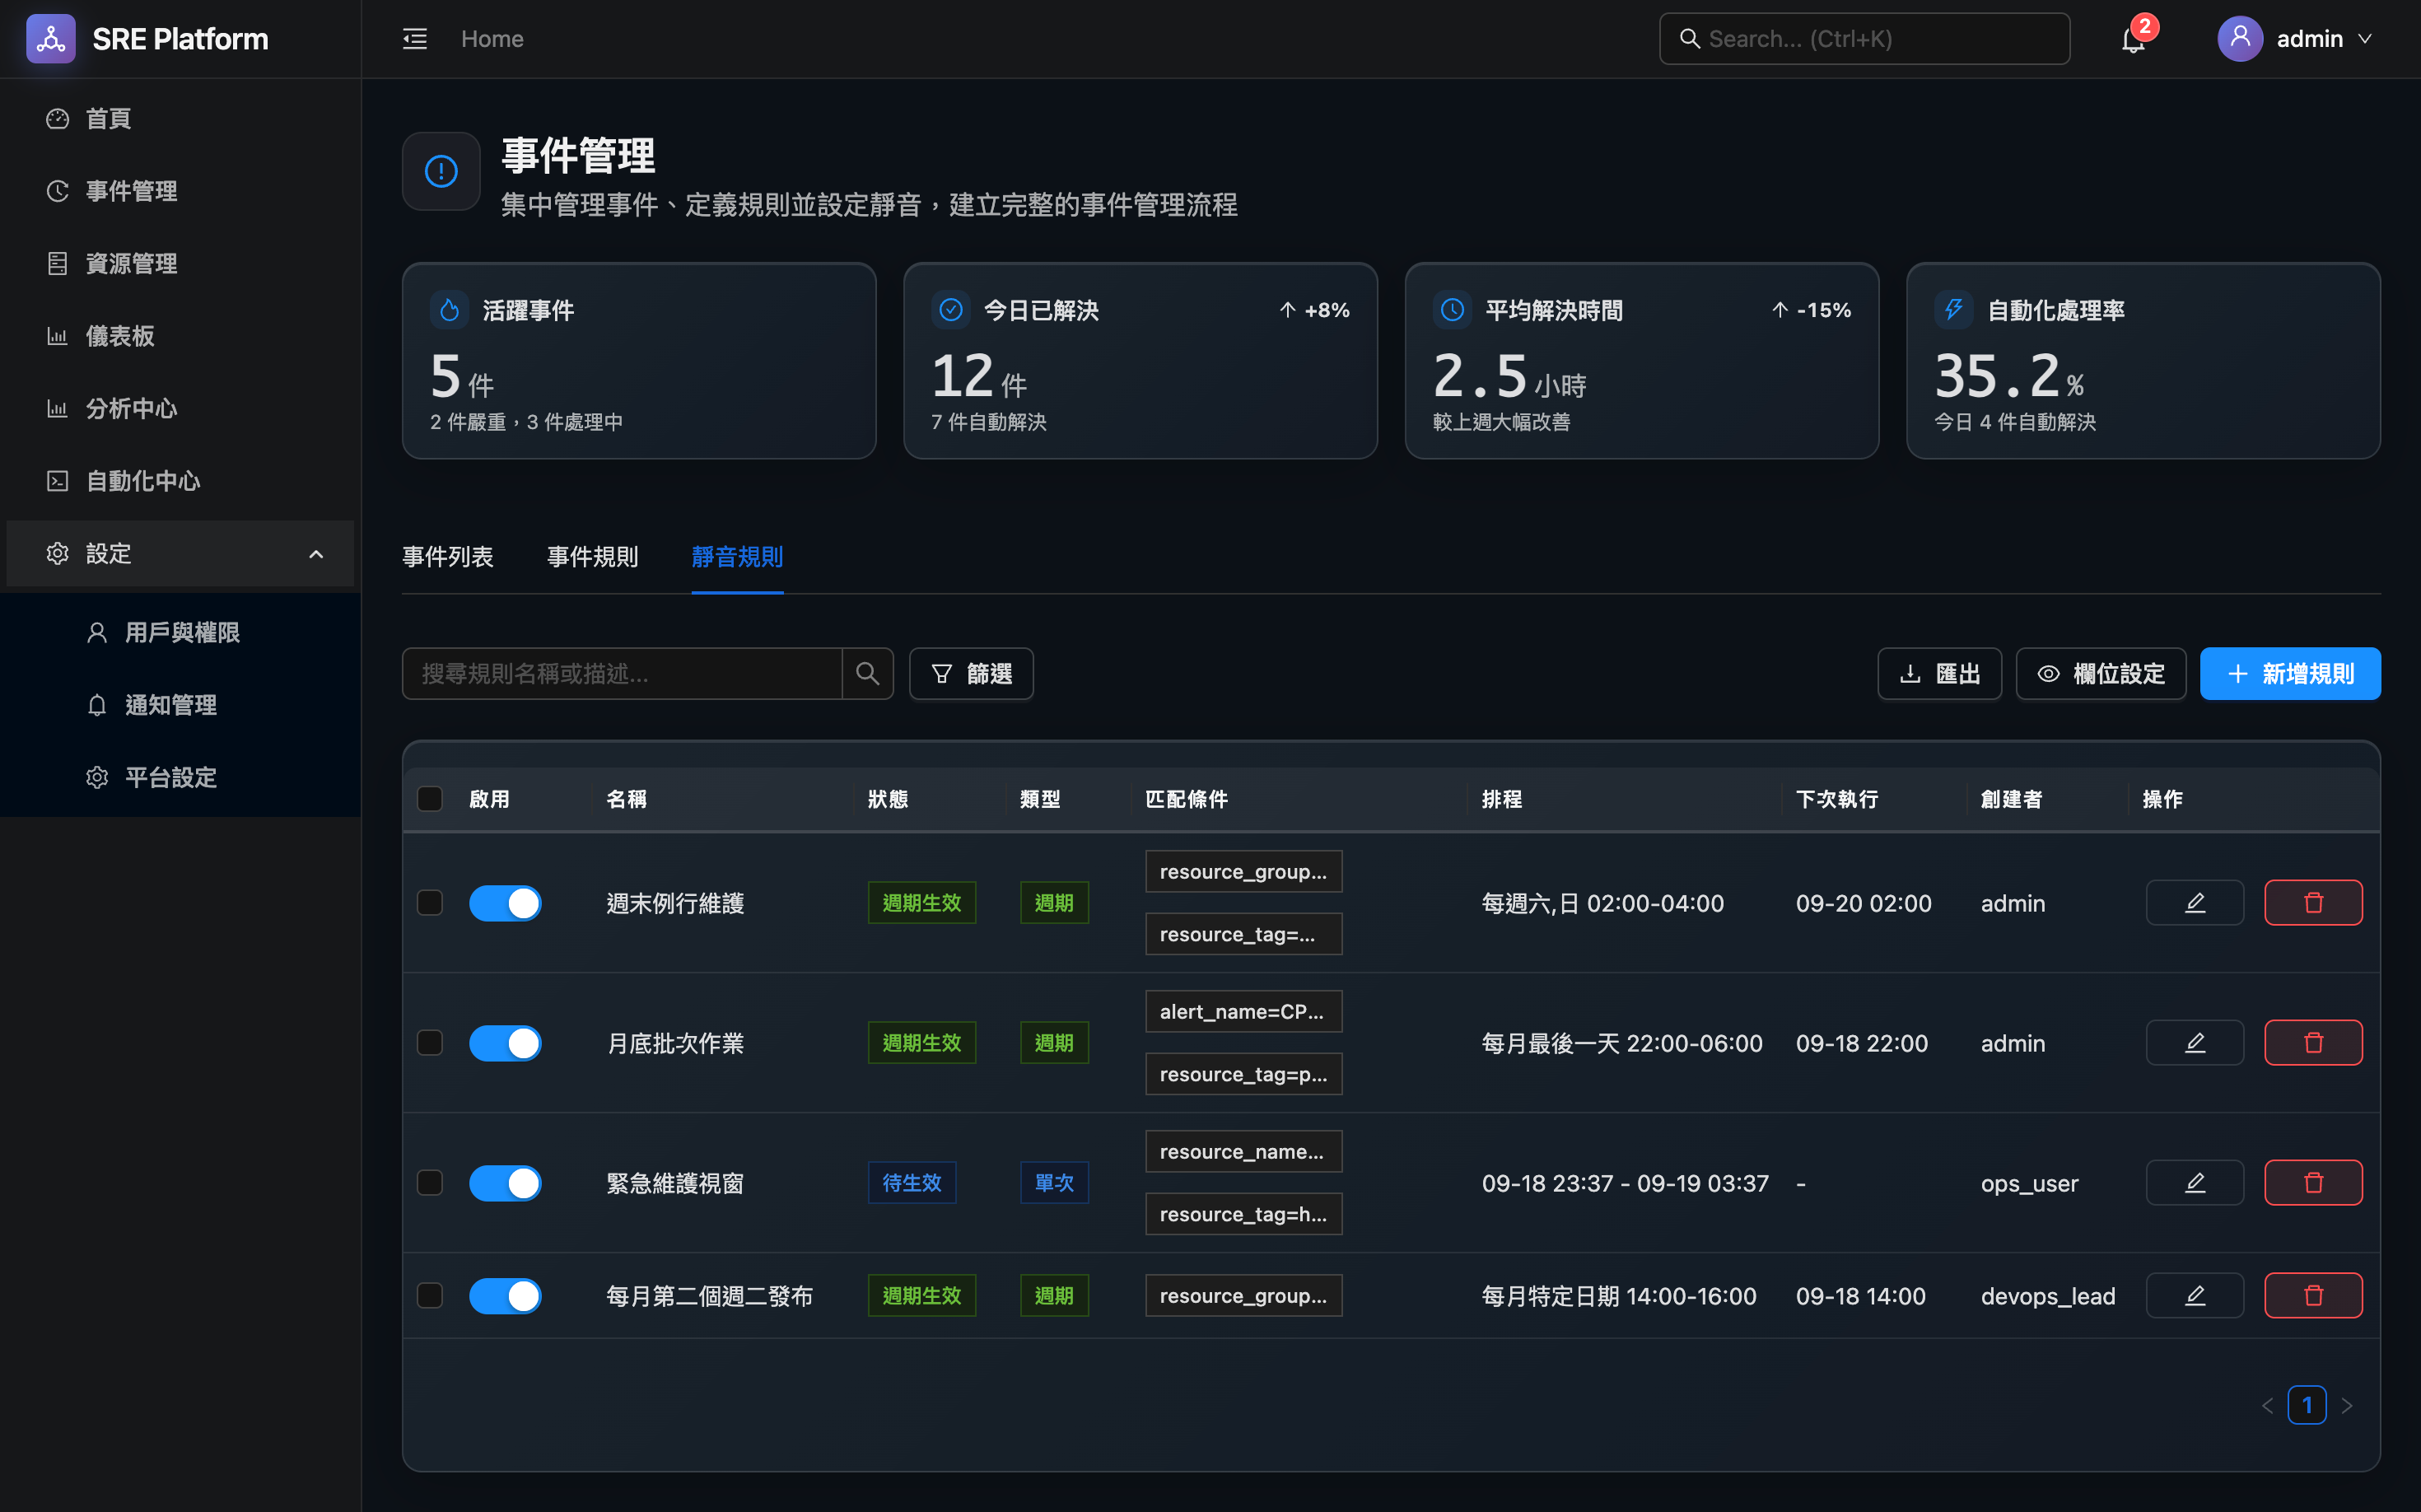 SRE Platform
Home
Search... (Ctrl+K)
2
admin
首頁
事件管理
資源管理
儀表板
分析中心
自動化中心
設定
用戶與權限
通知管理
平台設定
事件管理
集中管理事件、定義規則並設定靜音，建立完整的事件管理流程
活躍事件
5 件
2 件嚴重，3 件處理中
今日已解決
+8%
12 件
7 件自動解決
平均解決時間
-15%
2.5 小時
較上週大幅改善
自動化處理率
35.2 %
今日 4 件自動解決
事件列表 事件規則 靜音規則
搜尋規則名稱或描述...
篩選
匯出
欄位設定
新增規則
啟用 名稱 狀態 類型 匹配條件 排程 下次執行 創建者 操作
週末例行維護 週期生效 週期
resource_group...
resource_tag=...
每週六,日 02:00-04:00 09-20 02:00 admin
月底批次作業 週期生效 週期
alert_name=CP...
resource_tag=p...
每月最後一天 22:00-06:00 09-18 22:00 admin
緊急維護視窗 待生效 單次
resource_name...
resource_tag=h...
09-18 23:37 - 09-19 03:37 - ops_user
每月第二個週二發布 週期生效 週期
resource_group...
每月特定日期 14:00-16:00 09-18 14:00 devops_lead
1